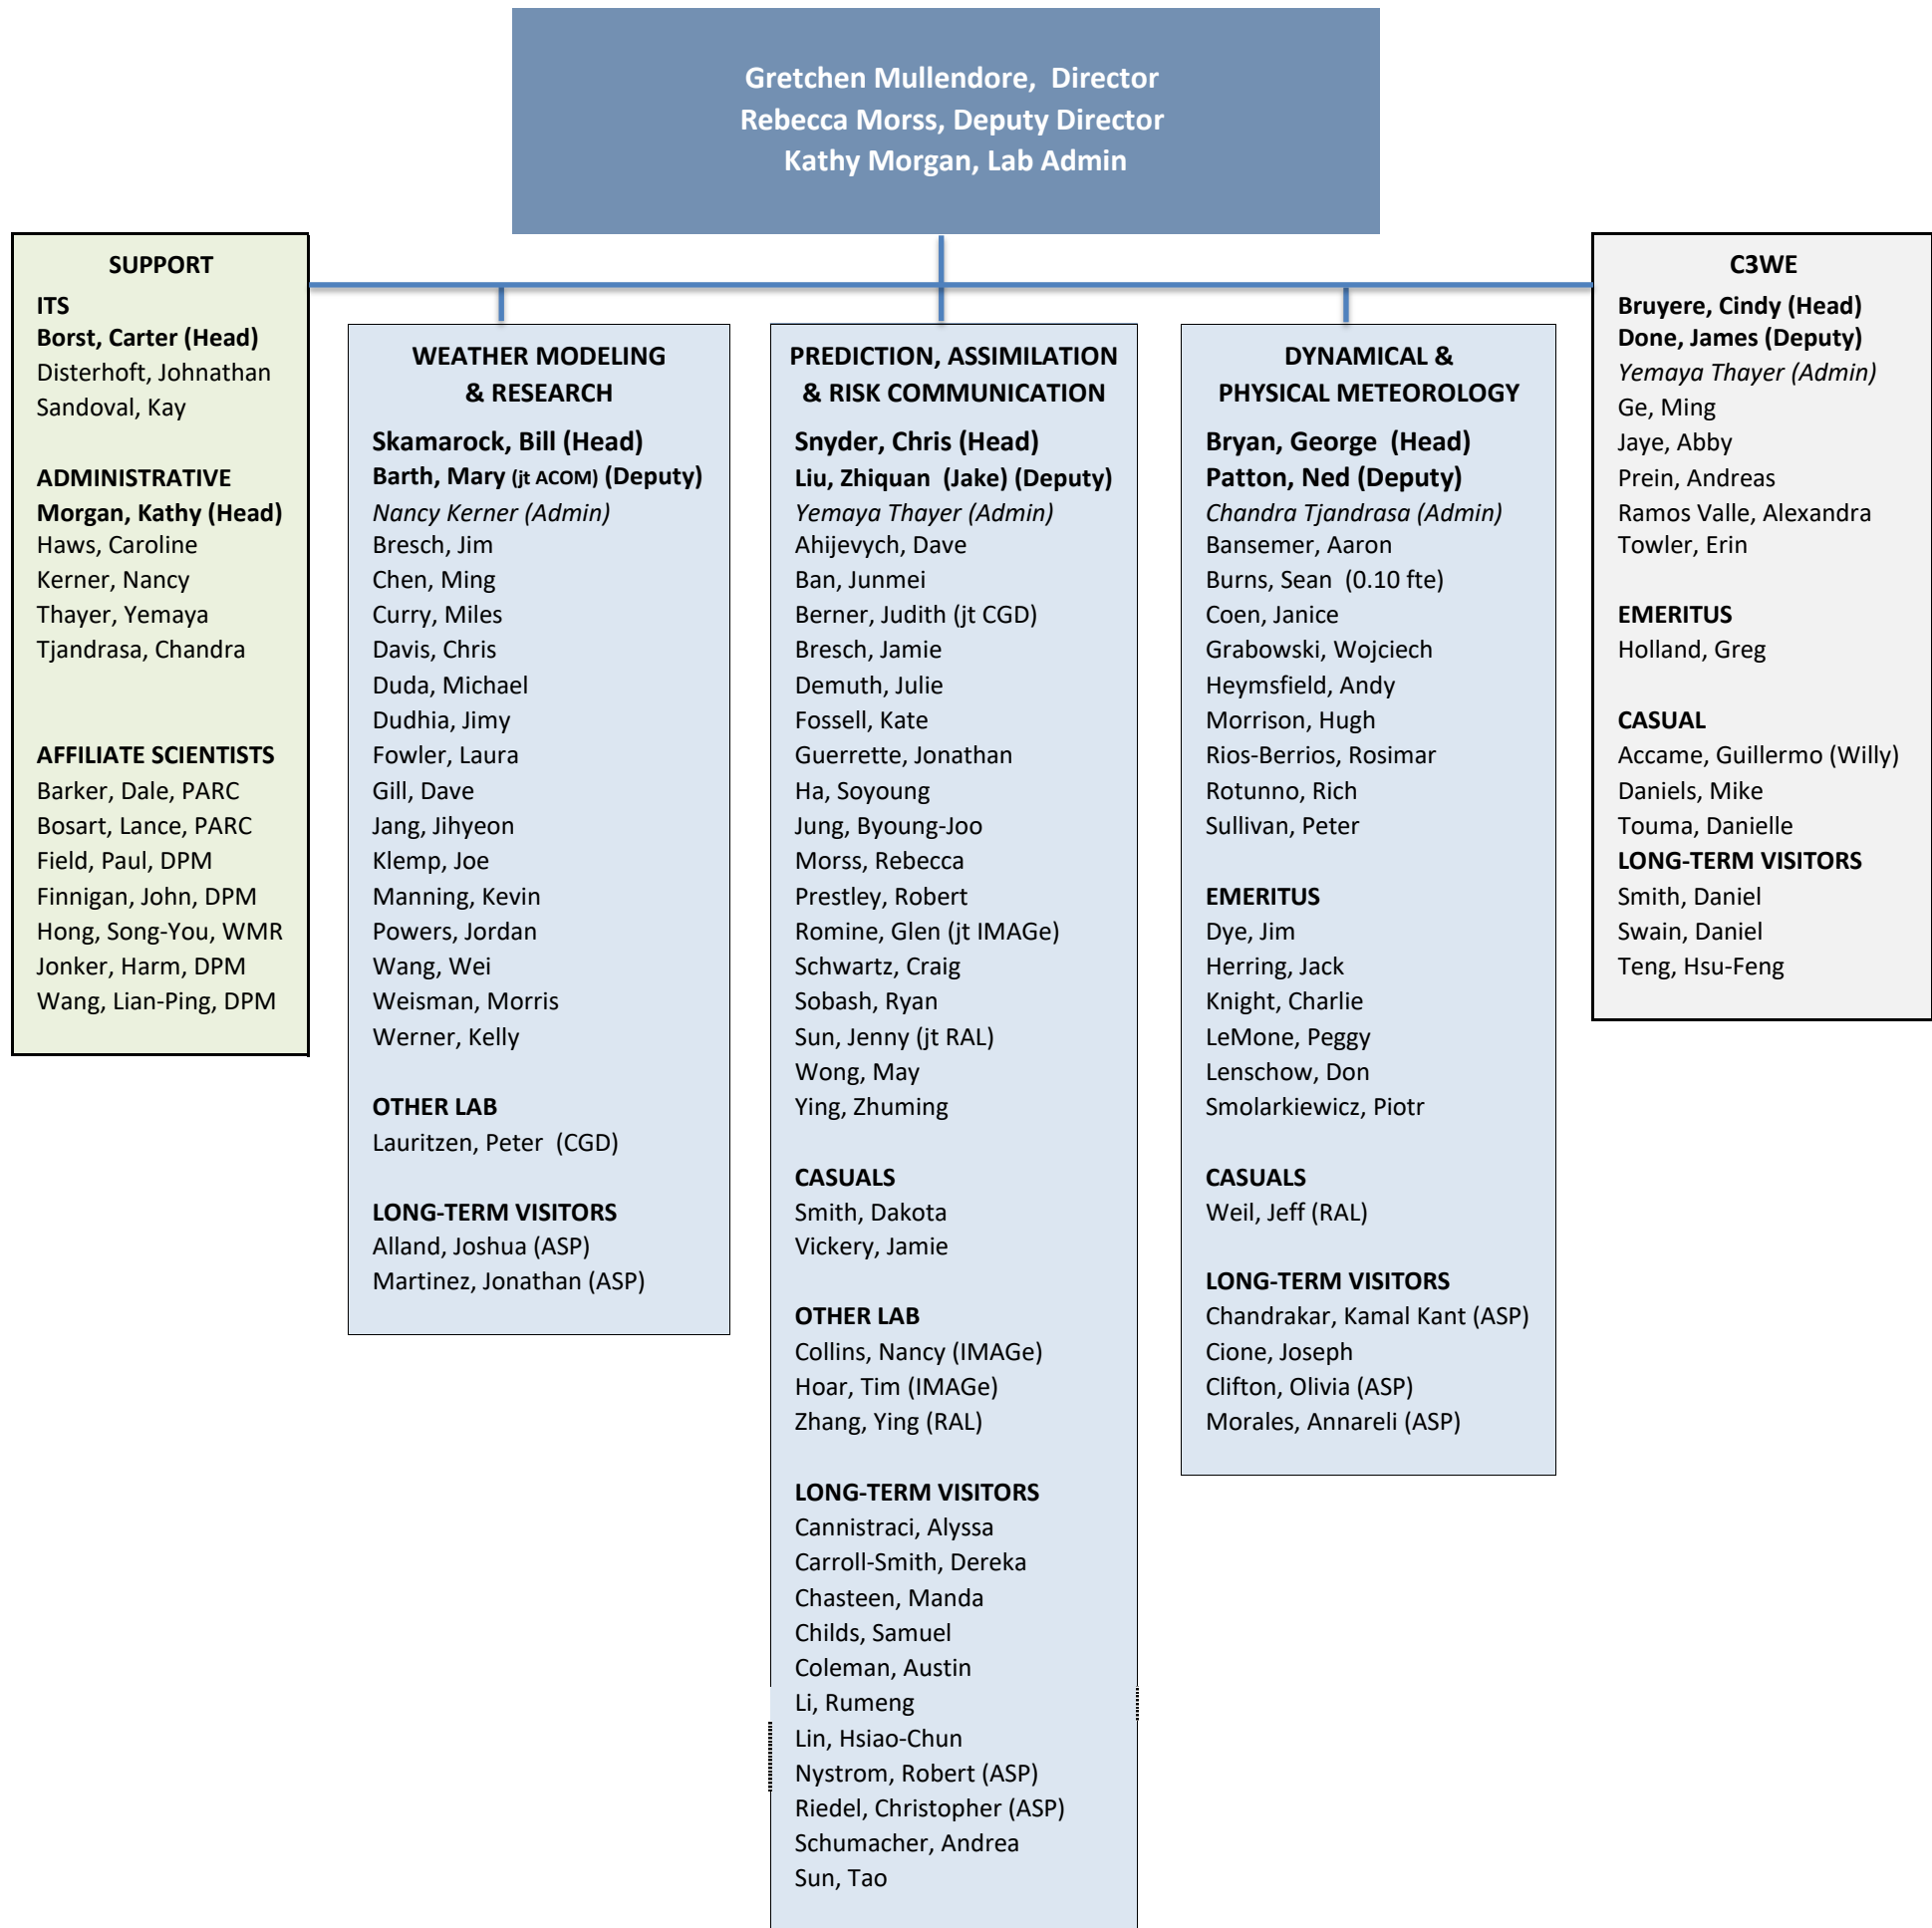 Gretchen Mullendore, Director
Rebecca Morss, Deputy Director
Kathy Morgan, Lab Admin
SUPPORT
ITS
Borst, Carter (Head)
Disterhoft, Johnathan
Sandoval, Kay
ADMINISTRATIVE
Morgan, Kathy (Head)
Haws, Caroline
Kerner, Nancy
Thayer, Yemaya
Tjandrasa, Chandra
AFFILIATE SCIENTISTS
Barker, Dale, PARC
Bosart, Lance, PARC
Field, Paul, DPM
Finnigan, John, DPM
Hong, Song-You, WMR
Jonker, Harm, DPM
Wang, Lian-Ping, DPM
WEATHER MODELING
& RESEARCH
Skamarock, Bill (Head)
Barth, Mary (jt ACOM) (Deputy)
Nancy Kerner (Admin)
Bresch, Jim
Chen, Ming
Curry, Miles
Davis, Chris
Duda, Michael
Dudhia, Jimy
Fowler, Laura
Gill, Dave
Jang, Jihyeon
Klemp, Joe
Manning, Kevin
Powers, Jordan
Wang, Wei
Weisman, Morris
Werner, Kelly
OTHER LAB
Lauritzen, Peter (CGD)
LONG-TERM VISITORS
Alland, Joshua (ASP)
Martinez, Jonathan (ASP)
PREDICTION, ASSIMILATION
& RISK COMMUNICATION
Snyder, Chris (Head)
Liu, Zhiquan (Jake) (Deputy)
Yemaya Thayer (Admin)
Ahijevych, Dave
Ban, Junmei
Berner, Judith (jt CGD)
Bresch, Jamie
Demuth, Julie
Fossell, Kate
Guerrette, Jonathan
Ha, Soyoung
Jung, Byoung-Joo
Morss, Rebecca
Prestley, Robert
Romine, Glen (jt IMAGe)
Schwartz, Craig
Sobash, Ryan
Sun, Jenny (jt RAL)
Wong, May
Ying, Zhuming
CASUALS
Smith, Dakota
Vickery, Jamie
OTHER LAB
Collins, Nancy (IMAGe)
Hoar, Tim (IMAGe)
Zhang, Ying (RAL)
LONG-TERM VISITORS
Cannistraci, Alyssa
Carroll-Smith, Dereka
Chasteen, Manda
Childs, Samuel
Coleman, Austin
Li, Rumeng
Lin, Hsiao-Chun
Nystrom, Robert (ASP)
Riedel, Christopher (ASP)
Schumacher, Andrea
Sun, Tao
DYNAMICAL &
PHYSICAL METEOROLOGY
Bryan, George (Head)
Patton, Ned (Deputy)
Chandra Tjandrasa (Admin)
Bansemer, Aaron
Burns, Sean (0.10 fte)
Coen, Janice
Grabowski, Wojciech
Heymsfield, Andy
Morrison, Hugh
Rios-Berrios, Rosimar
Rotunno, Rich
Sullivan, Peter
EMERITUS
Dye, Jim
Herring, Jack
Knight, Charlie
LeMone, Peggy
Lenschow, Don
Smolarkiewicz, Piotr
CASUALS
Weil, Jeff (RAL)
LONG-TERM VISITORS
Chandrakar, Kamal Kant (ASP)
Cione, Joseph
Clifton, Olivia (ASP)
Morales, Annareli (ASP)
C3WE
Bruyere, Cindy (Head)
Done, James (Deputy)
Yemaya Thayer (Admin)
Ge, Ming
Jaye, Abby
Prein, Andreas
Ramos Valle, Alexandra
Towler, Erin
EMERITUS
Holland, Greg
CASUAL
Accame, Guillermo (Willy)
Daniels, Mike
Touma, Danielle
LONG-TERM VISITORS
Smith, Daniel
Swain, Daniel
Teng, Hsu-Feng